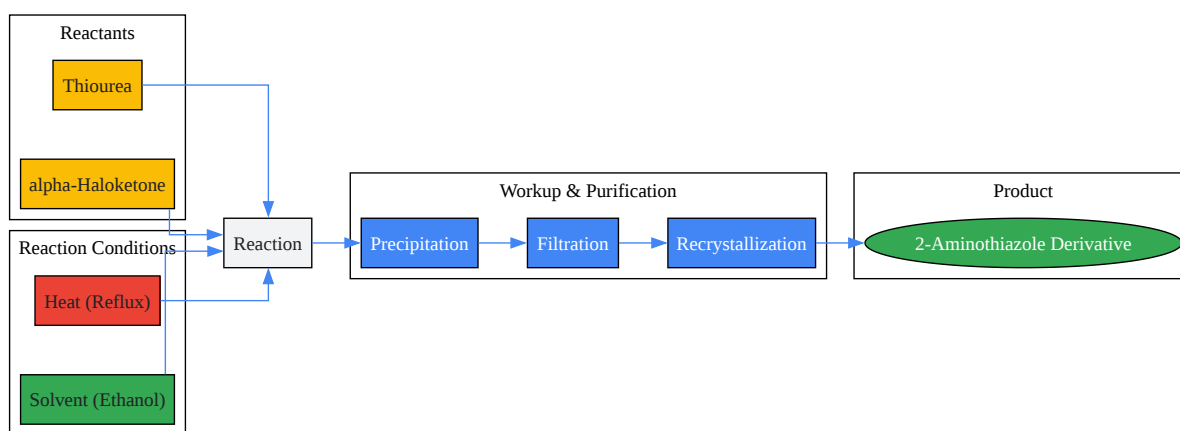 Reactants
Thiourea
alpha-Haloketone
Reaction Conditions
Heat (Reflux)
Solvent (Ethanol)
Reaction
Workup & Purification
Precipitation
Filtration
Recrystallization
Product
2-Aminothiazole Derivative